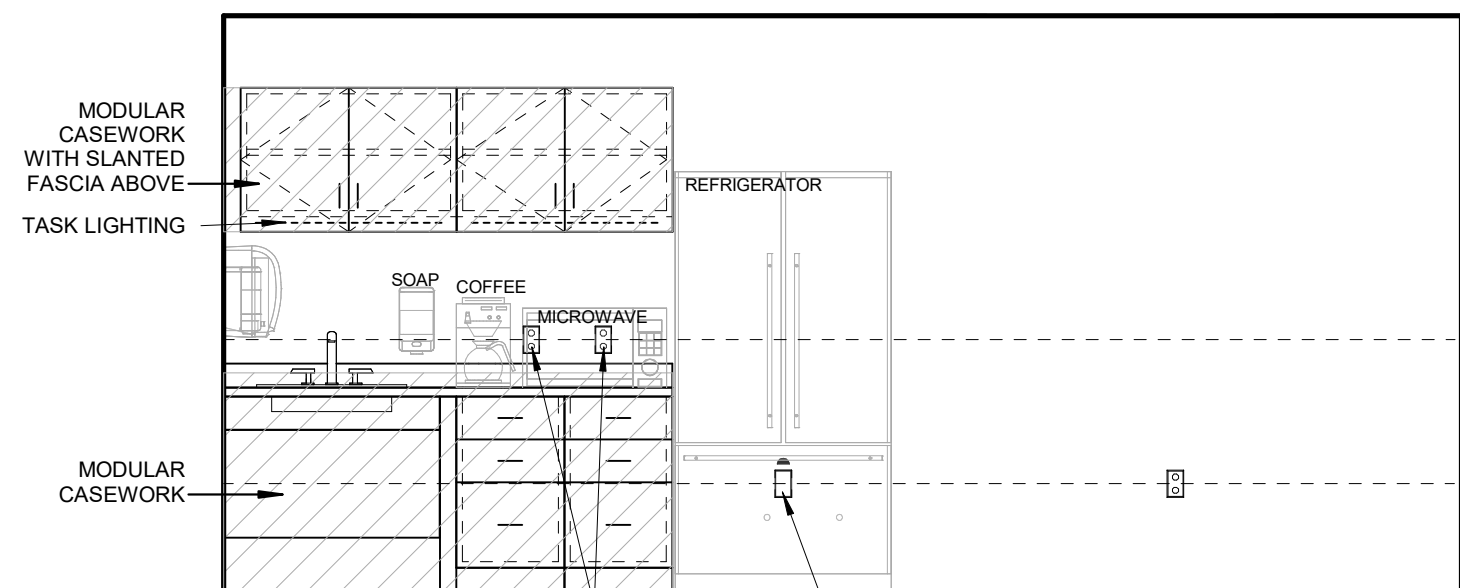 MODULAR
CASEWORK
WITH SLANTED
FASCIA ABOVE
TASK LIGHTING
REFRIGERATOR
SOAP
COFFEE
MICROWAVE
MODULAR
CASEWORK